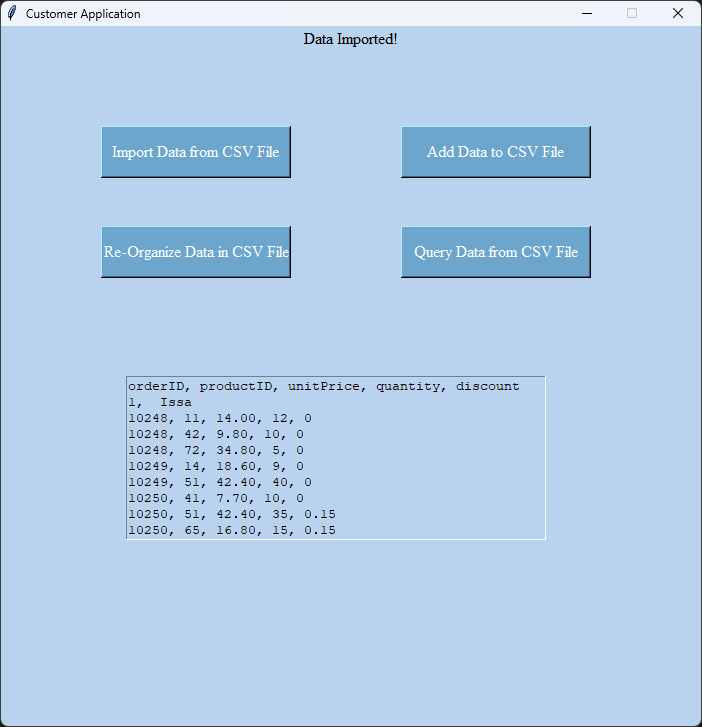 Customer Application
Data Imported!
Import Data from CSV File
Add Data to CSV File
Re-Organize Data in CSV File
Query Data from CSV File
orderID, productID, unitPrice, quantity, discount
1,  Issa
10248, 11, 14.00, 12, 0
10248, 42, 9.80, 10, 0
10248, 72, 34.80, 5, 0
10249, 14, 18.60, 9, 0
10249, 51, 42.40, 40, 0
10250, 41, 7.70, 10, 0
10250, 51, 42.40, 35, 0.15
10250, 65, 16.80, 15, 0.15